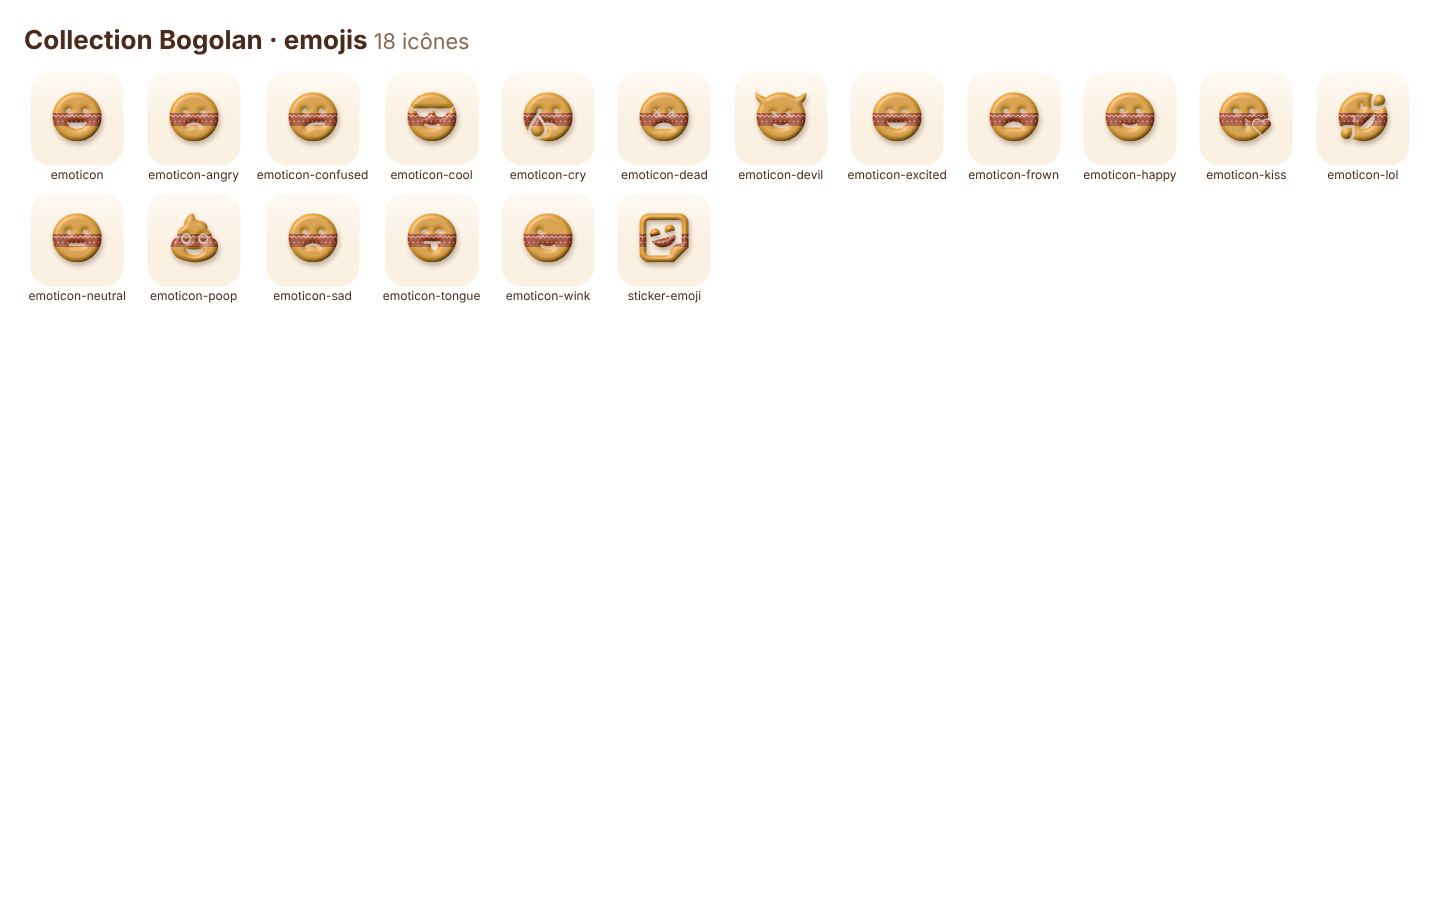 Collection Bogolan · emojis 18 icônes
emoticon emoticon-angry emoticon-confused emoticon-cool emoticon-cry emoticon-dead emoticon-devil emoticon-excited emoticon-frown emoticon-happy emoticon-kiss emoticon-lol
emoticon-neutral emoticon-poop emoticon-sad emoticon-tongue emoticon-wink sticker-emoji